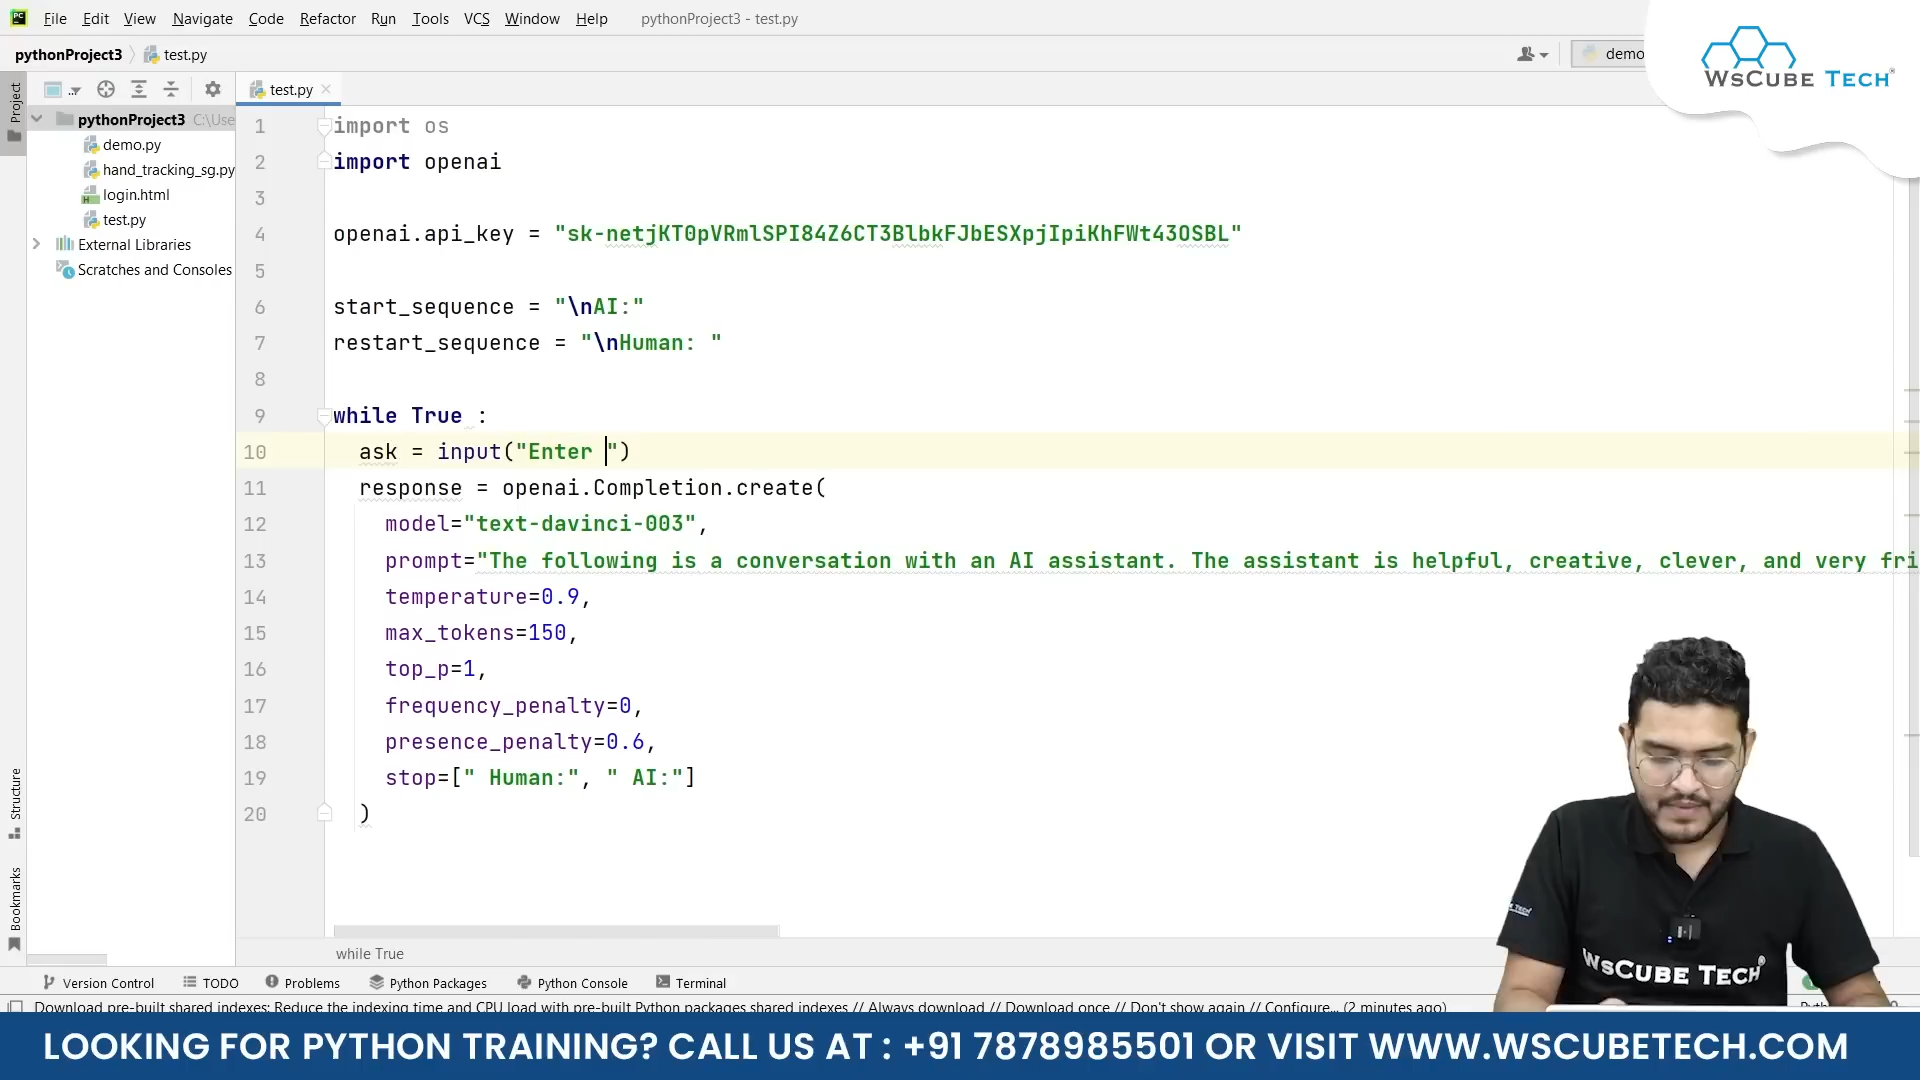 File Edit View Navigate Code Refactor Run Tools VCS Window Help pythonProject3 - test.py
pythonProject3 test.py
demo
WsCube Tech
Project
test.py
pythonProject3 C:\Use
demo.py
hand_tracking_sg.py
login.html
test.py
External Libraries
Scratches and Consoles
1 import os
2 import openai
3
4 openai.api_key = "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"
5
6 start_sequence = "\nAI:"
7 restart_sequence = "\nHuman: "
8
9 while True :
10 ask = input("Enter ")
11 response = openai.Completion.create(
12 model="text-davinci-003",
13 prompt="The following is a conversation with an AI assistant. The assistant is helpful, creative, clever, and very fri
14 temperature=0.9,
15 max_tokens=150,
16 top_p=1,
17 frequency_penalty=0,
18 presence_penalty=0.6,
19 stop=[" Human:", " AI:"]
20 )
Structure
Bookmarks
while True
WsCube Tech
Version Control TODO Problems Python Packages Python Console Terminal
Download pre-built shared indexes: Reduce the indexing time and CPU load with pre-built Python packages shared indexes // Always download // Download once // Don't show again // Configure... (2 minutes ago)
LOOKING FOR PYTHON TRAINING? CALL US AT : +91 7878985501 OR VISIT WWW.WSCUBETECH.COM